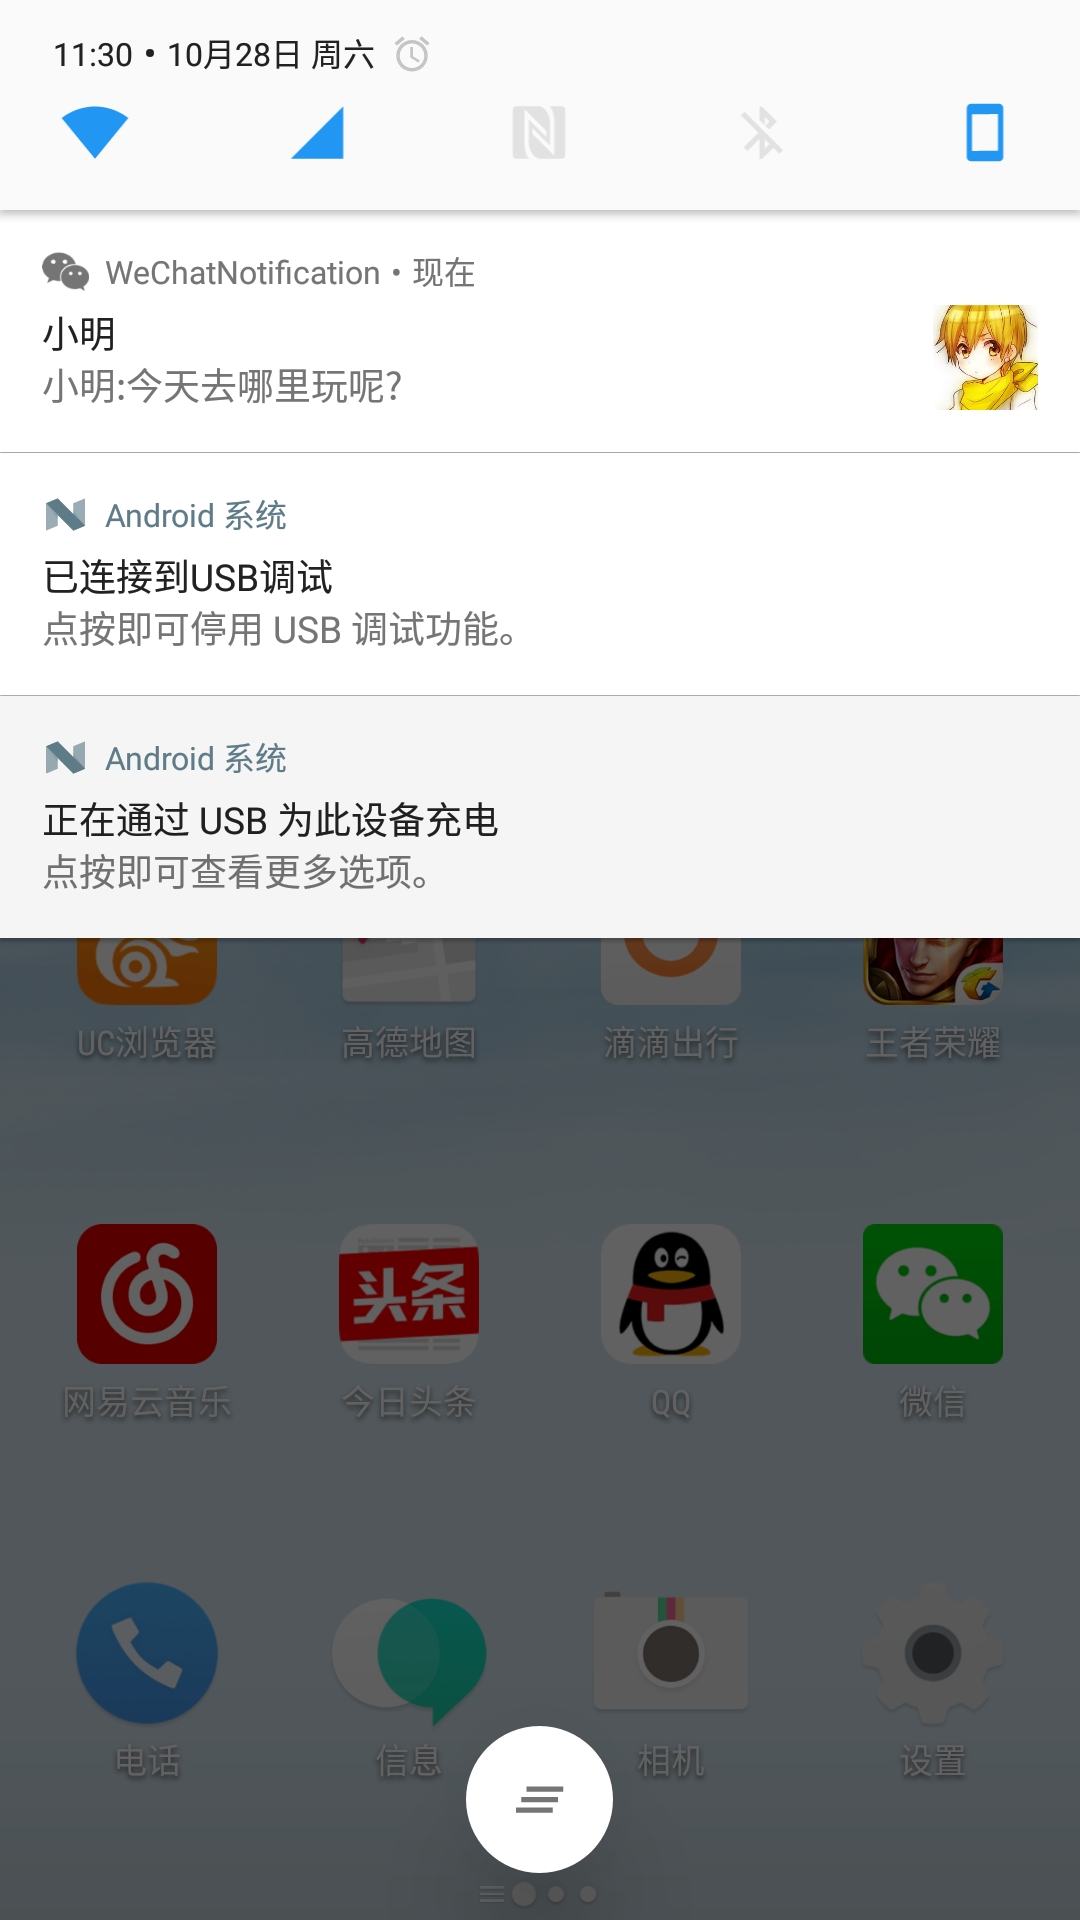 11:30 • 10月28日 周六
WeChatNotification • 现在
小明
小明:今天去哪里玩呢?
Android 系统
已连接到USB调试
点按即可停用 USB 调试功能。
Android 系统
正在通过 USB 为此设备充电
点按即可查看更多选项。
UC浏览器 高德地图 滴滴出行 王者荣耀
头条
网易云音乐 今日头条 QQ 微信
电话 信息 相机 设置